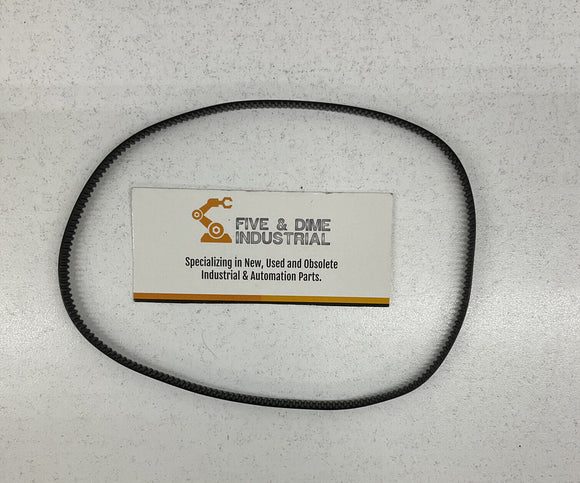 FIVE & DIME
INDUSTRIAL
Specializing in New, Used and Obsolete
Industrial & Automation Parts.